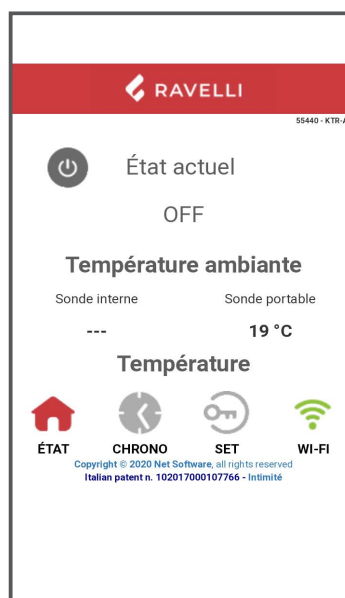 RAVELLI
55440 - KTR-A
État actuel
OFF
Température ambiante
Sonde interne Sonde portable
--- 19 °C
Température
ÉTAT CHRONO SET WI-FI
Copyright © 2020 Net Software, all rights reserved
Italian patent n. 102017000107766 - Intimité